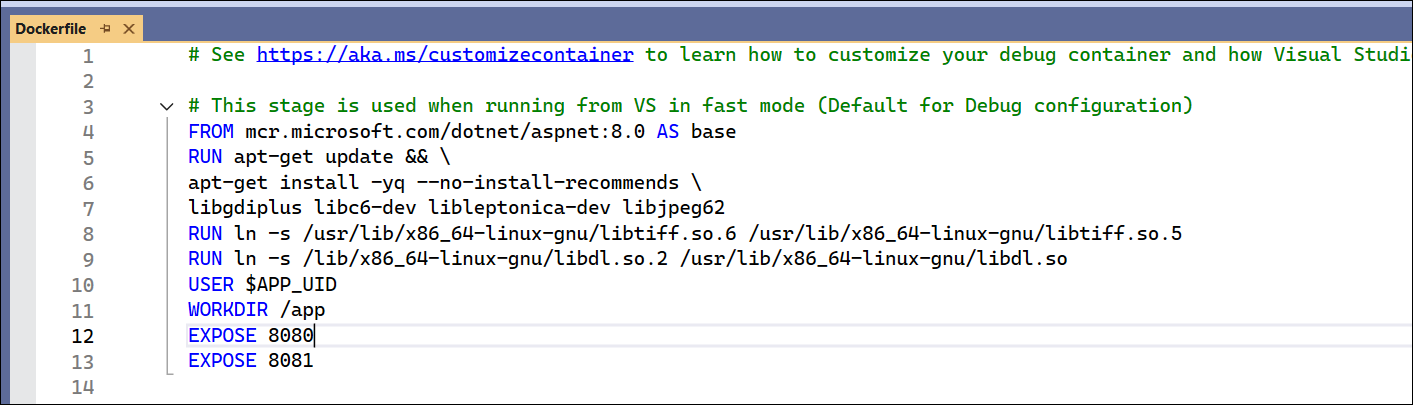 Dockerfile
1 # See https://aka.ms/customizecontainer to learn how to customize your debug container and how Visual Studi
2
3 # This stage is used when running from VS in fast mode (Default for Debug configuration)
4 FROM mcr.microsoft.com/dotnet/aspnet:8.0 AS base
5 RUN apt-get update && \
6 apt-get install -yq --no-install-recommends \
7 libgdiplus libc6-dev libleptonica-dev libjpeg62
8 RUN ln -s /usr/lib/x86_64-linux-gnu/libtiff.so.6 /usr/lib/x86_64-linux-gnu/libtiff.so.5
9 RUN ln -s /lib/x86_64-linux-gnu/libdl.so.2 /usr/lib/x86_64-linux-gnu/libdl.so
10 USER $APP_UID
11 WORKDIR /app
12 EXPOSE 8080
13 EXPOSE 8081
14